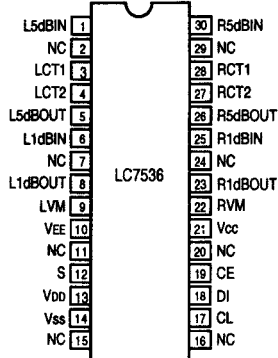 L5dBIN 1 30 R5dBIN
NC 2 29 NC
LCT1 3 28 RCT1
LCT2 4 27 RCT2
L5dBOUT 5 26 R5dBOUT
L1dBIN 6 25 R1dBIN
NC 7 24 NC
L1dBOUT 8 LC7536 23 R1dBOUT
LVM 9 22 RVM
VEE 10 21 Vcc
NC 11 20 NC
S 12 19 CE
VDD 13 18 DI
Vss 14 17 CL
NC 15 16 NC